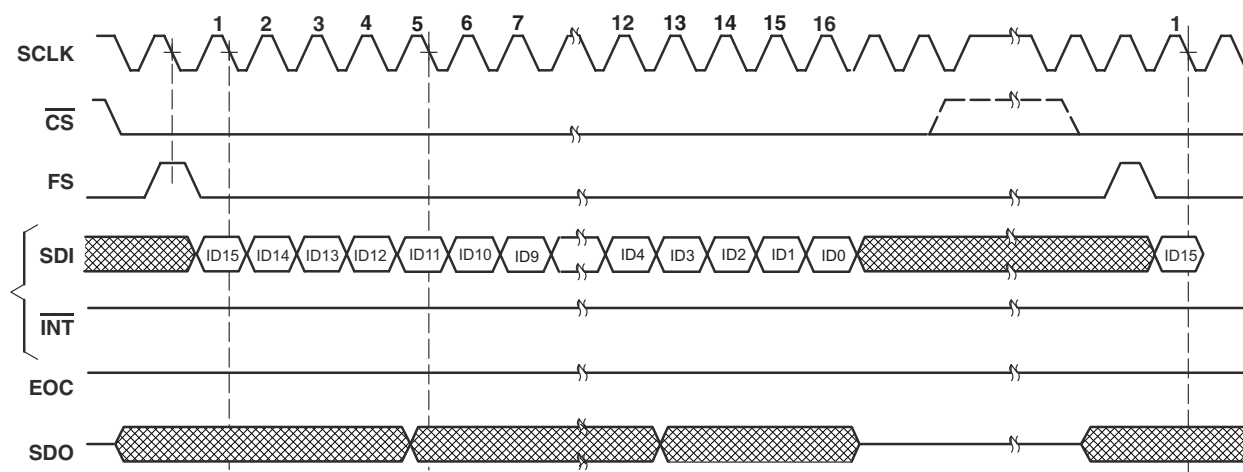 1 2 3 4 5 6 7 12 13 14 15 16 1
SCLK
CS
FS
SDI ID15 ID14 ID13 ID12 ID11 ID10 ID9 ID4 ID3 ID2 ID1 ID0 ID15
INT
EOC
SDO